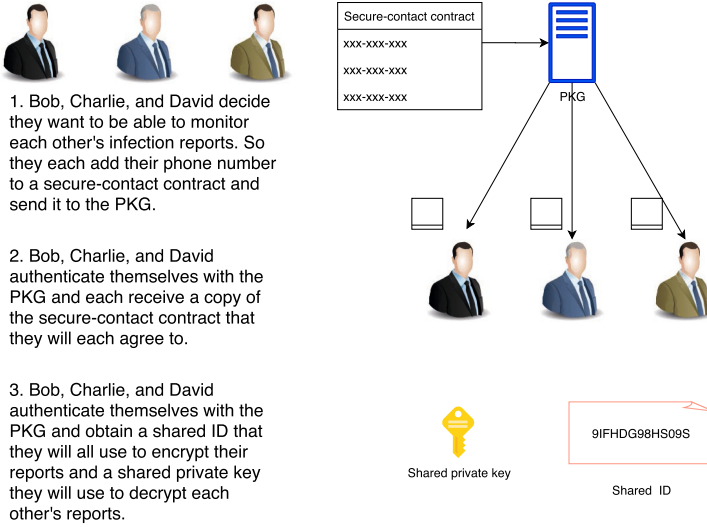 1. Bob, Charlie, and David decide
they want to be able to monitor
each other's infection reports. So
they each add their phone number
to a secure-contact contract and
send it to the PKG.
Secure-contact contract
xxx-xxx-xxx
xxx-xxx-xxx
xxx-xxx-xxx
PKG
2. Bob, Charlie, and David
authenticate themselves with the
PKG and each receive a copy of
the secure-contact contract that
they will each agree to.
3. Bob, Charlie, and David
authenticate themselves with the
PKG and obtain a shared ID that
they will all use to encrypt their
reports and a shared private key
they will use to decrypt each
other's reports.
Shared private key
9IFHDG98HS09S
Shared ID